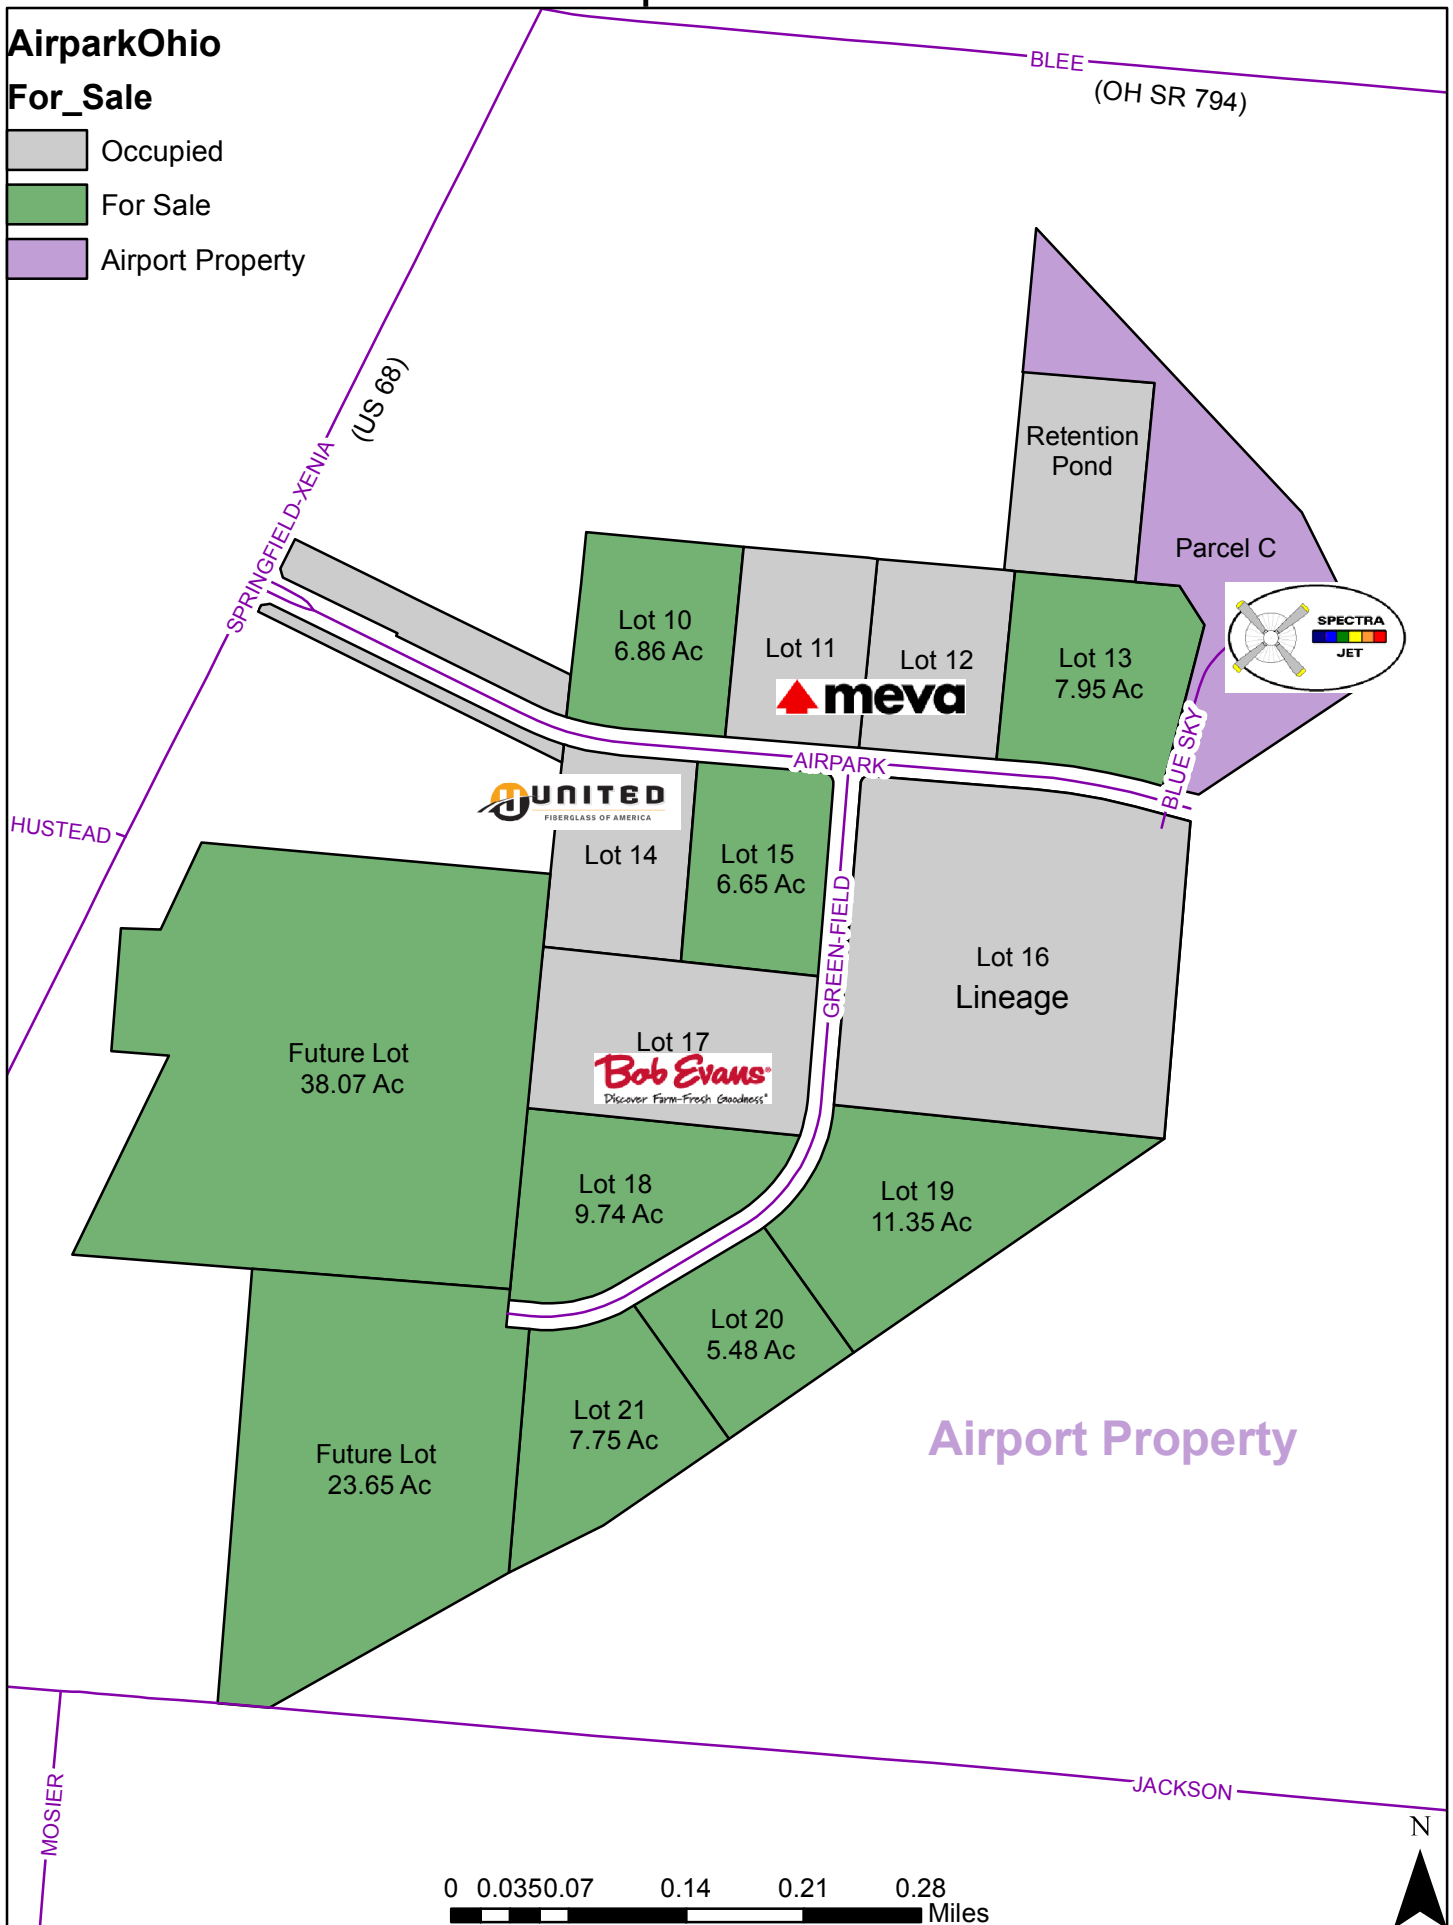 AirparkOhio
For_Sale
Occupied
For Sale
Airport Property
BLEE
(OH SR 794)
(US 68)
SPRINGFIELD-XENIA
Retention
Pond
Parcel C
SPECTRA
JET
Lot 10
6.86 Ac
Lot 11
Lot 12
meva
Lot 13
7.95 Ac
BLUE SKY
AIRPARK
UNITED
FIBERGLASS OF AMERICA
HUSTEAD
Lot 14
Lot 15
6.65 Ac
GREEN-FIELD
Lot 16
Lineage
Lot 17
Bob Evans®
Discover Farm-Fresh Goodness®
Future Lot
38.07 Ac
Lot 18
9.74 Ac
Lot 19
11.35 Ac
Lot 20
5.48 Ac
Lot 21
7.75 Ac
Airport Property
Future Lot
23.65 Ac
MOSIER
JACKSON
N
0 0.035 0.07 0.14 0.21 0.28
Miles